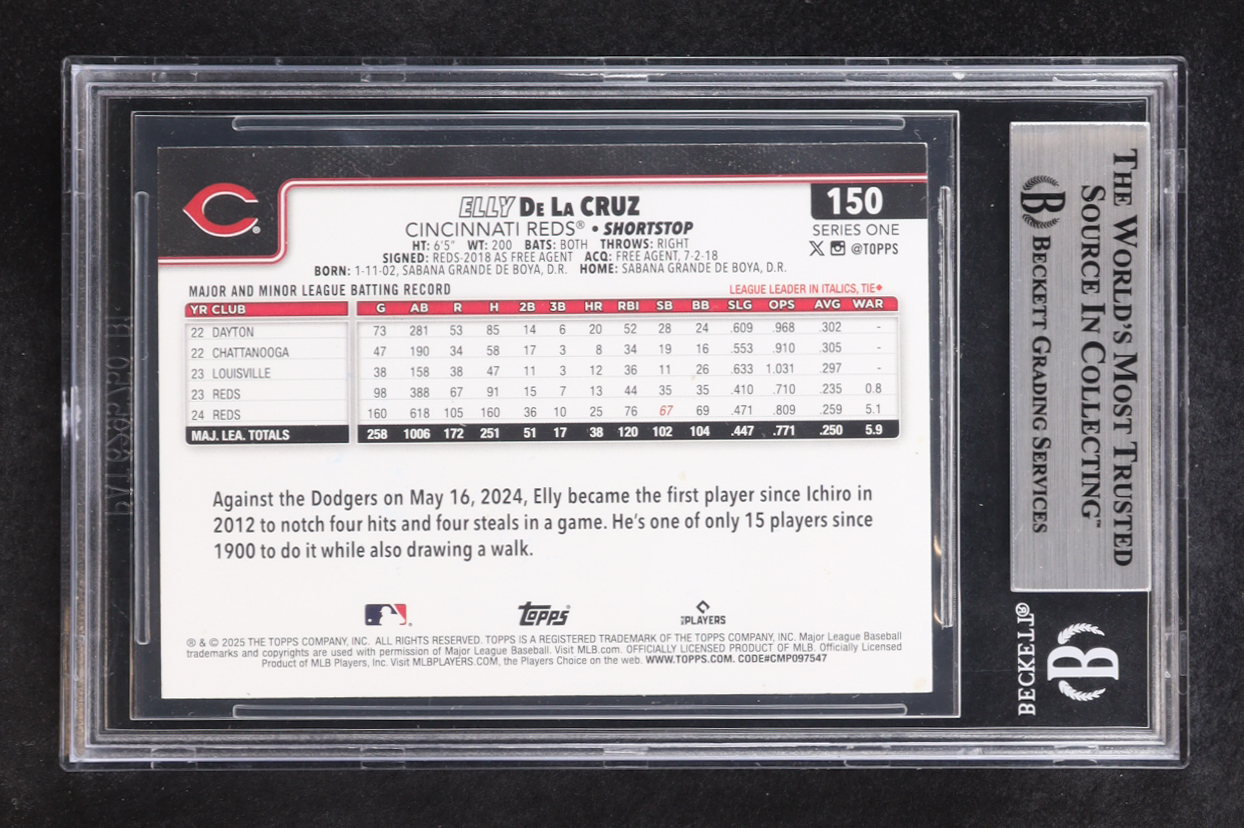 ELLY DE LA CRUZ
150
CINCINNATI REDS® • SHORTSTOP
SERIES ONE
HT: 6'5" WT: 200 BATS: BOTH THROWS: RIGHT
@TOPPS
SIGNED: REDS-2018 AS FREE AGENT ACQ: FREE AGENT, 7-2-18
BORN: 1-11-02, SABANA GRANDE DE BOYA, D.R. HOME: SABANA GRANDE DE BOYA, D.R.
MAJOR AND MINOR LEAGUE BATTING RECORD
LEAGUE LEADER IN ITALICS, TIE♦
YR CLUB G AB R H 2B 3B HR RBI SB BB SLG OPS AVG WAR
22 DAYTON 73 281 53 85 14 6 20 52 28 24 .609 .968 .302 -
22 CHATTANOOGA 47 190 34 58 17 3 8 34 19 16 .553 .910 .305 -
23 LOUISVILLE 38 158 38 47 11 3 12 36 11 26 .633 1.031 .297 -
23 REDS 98 388 67 91 15 7 13 44 35 35 .410 .710 .235 0.8
24 REDS 160 618 105 160 36 10 25 76 67 69 .471 .809 .259 5.1
MAJ. LEA. TOTALS 258 1006 172 251 51 17 38 120 102 104 .447 .771 .250 5.9
Against the Dodgers on May 16, 2024, Elly became the first player since Ichiro in
2012 to notch four hits and four steals in a game. He's one of only 15 players since
1900 to do it while also drawing a walk.
topps®
PLAYERS
® & © 2025 THE TOPPS COMPANY, INC. ALL RIGHTS RESERVED. TOPPS IS A REGISTERED TRADEMARK OF THE TOPPS COMPANY, INC. Major League Baseball
trademarks and copyrights are used with permission of Major League Baseball. Visit MLB.com. OFFICIALLY LICENSED PRODUCT OF MLB. Officially Licensed
Product of MLB Players, Inc. Visit MLBPLAYERS.COM, the Players Choice on the web. WWW.TOPPS.COM. CODE#CMP097547
THE WORLD'S MOST TRUSTED
SOURCE IN COLLECTING™
B BECKETT GRADING SERVICES
B
BECKETT®